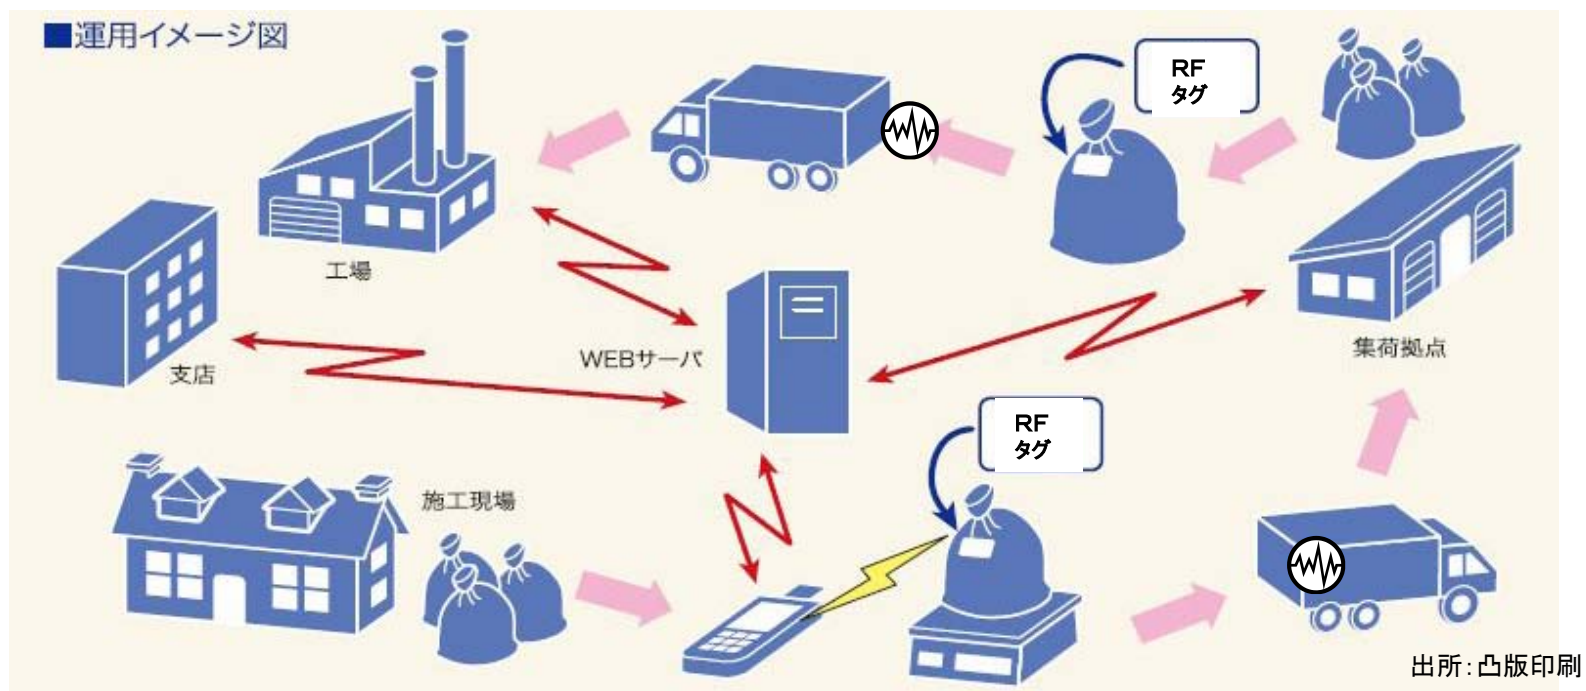 ■運用イメージ図
RF
タグ
工場
支店
WEBサーバ
集荷拠点
RF
タグ
施工現場
出所：凸版印刷